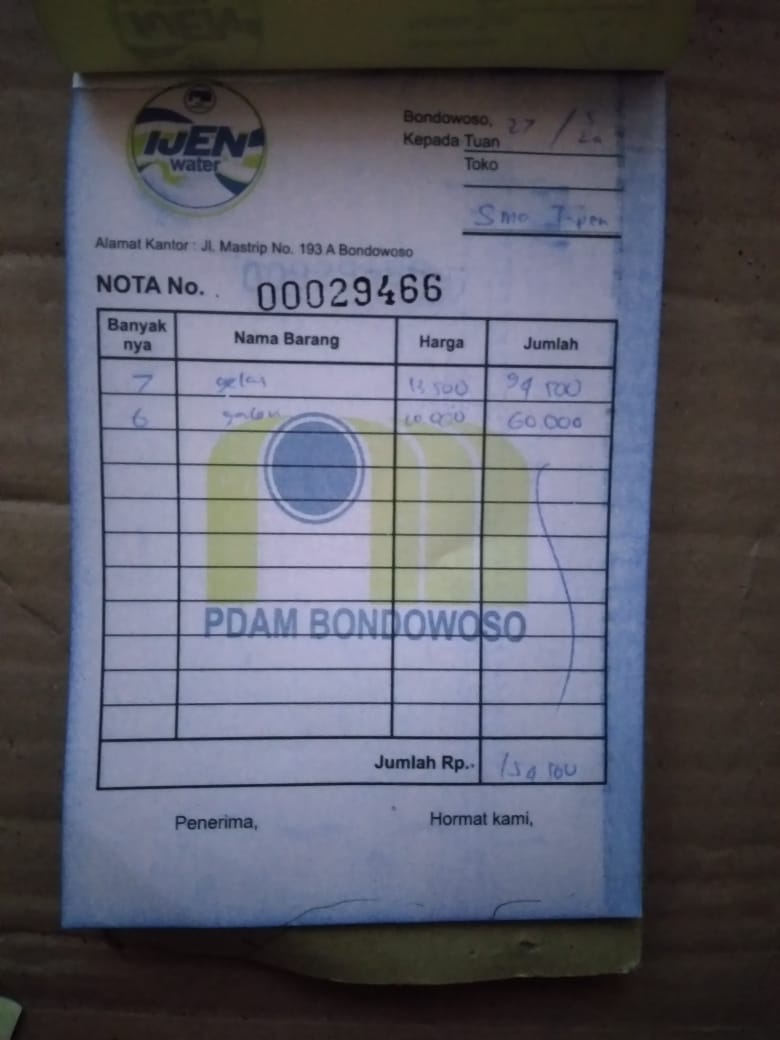 IJEN
water
Bondowoso, 27 / 5
20
Kepada Tuan
Toko
Alamat Kantor : Jl. Mastrip No. 193 A Bondowoso
NOTA No. 00029466
Banyak nya Nama Barang Harga Jumlah
7 gelas 13 500 94 500
6 galon 10.000 60.000
PDAM BONDOWOSO
Jumlah Rp. 154 500
Penerima, Hormat kami,